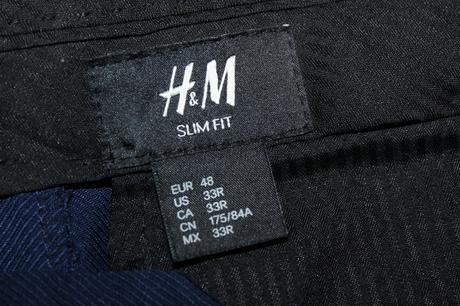 H&M
SLIM FIT
EUR 48
US 33R
CA 33R
CN 175/84A
MX 33R